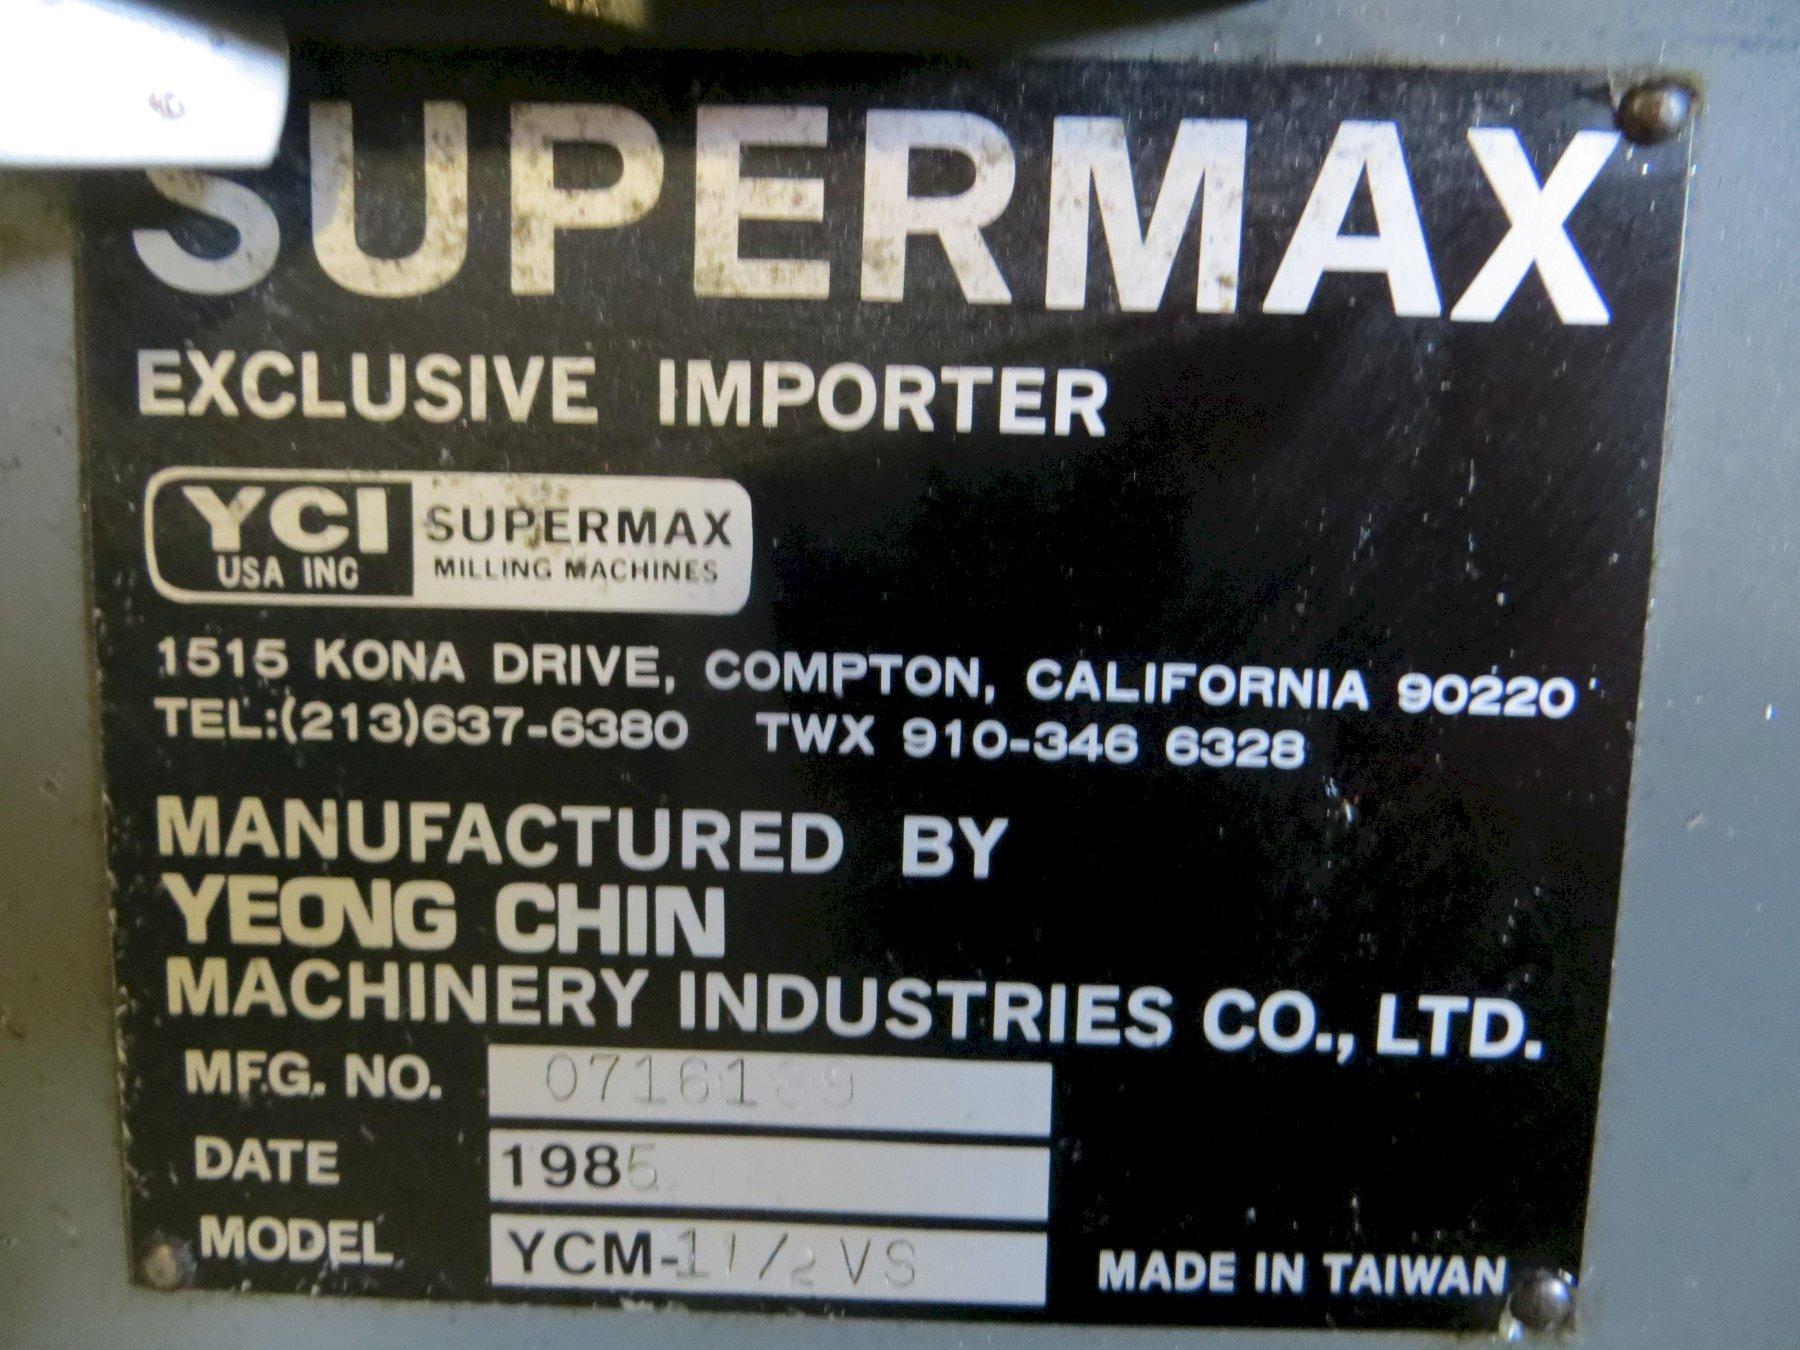 SUPERMAX
EXCLUSIVE IMPORTER
YCI SUPERMAX
USA INC MILLING MACHINES
1515 KONA DRIVE, COMPTON, CALIFORNIA 90220
TEL:(213)637-6380 TWX 910-346 6328
MANUFACTURED BY
YEONG CHIN
MACHINERY INDUSTRIES CO., LTD.
MFG. NO.
DATE 1985
MODEL YCM-1 1/2 VS
MADE IN TAIWAN